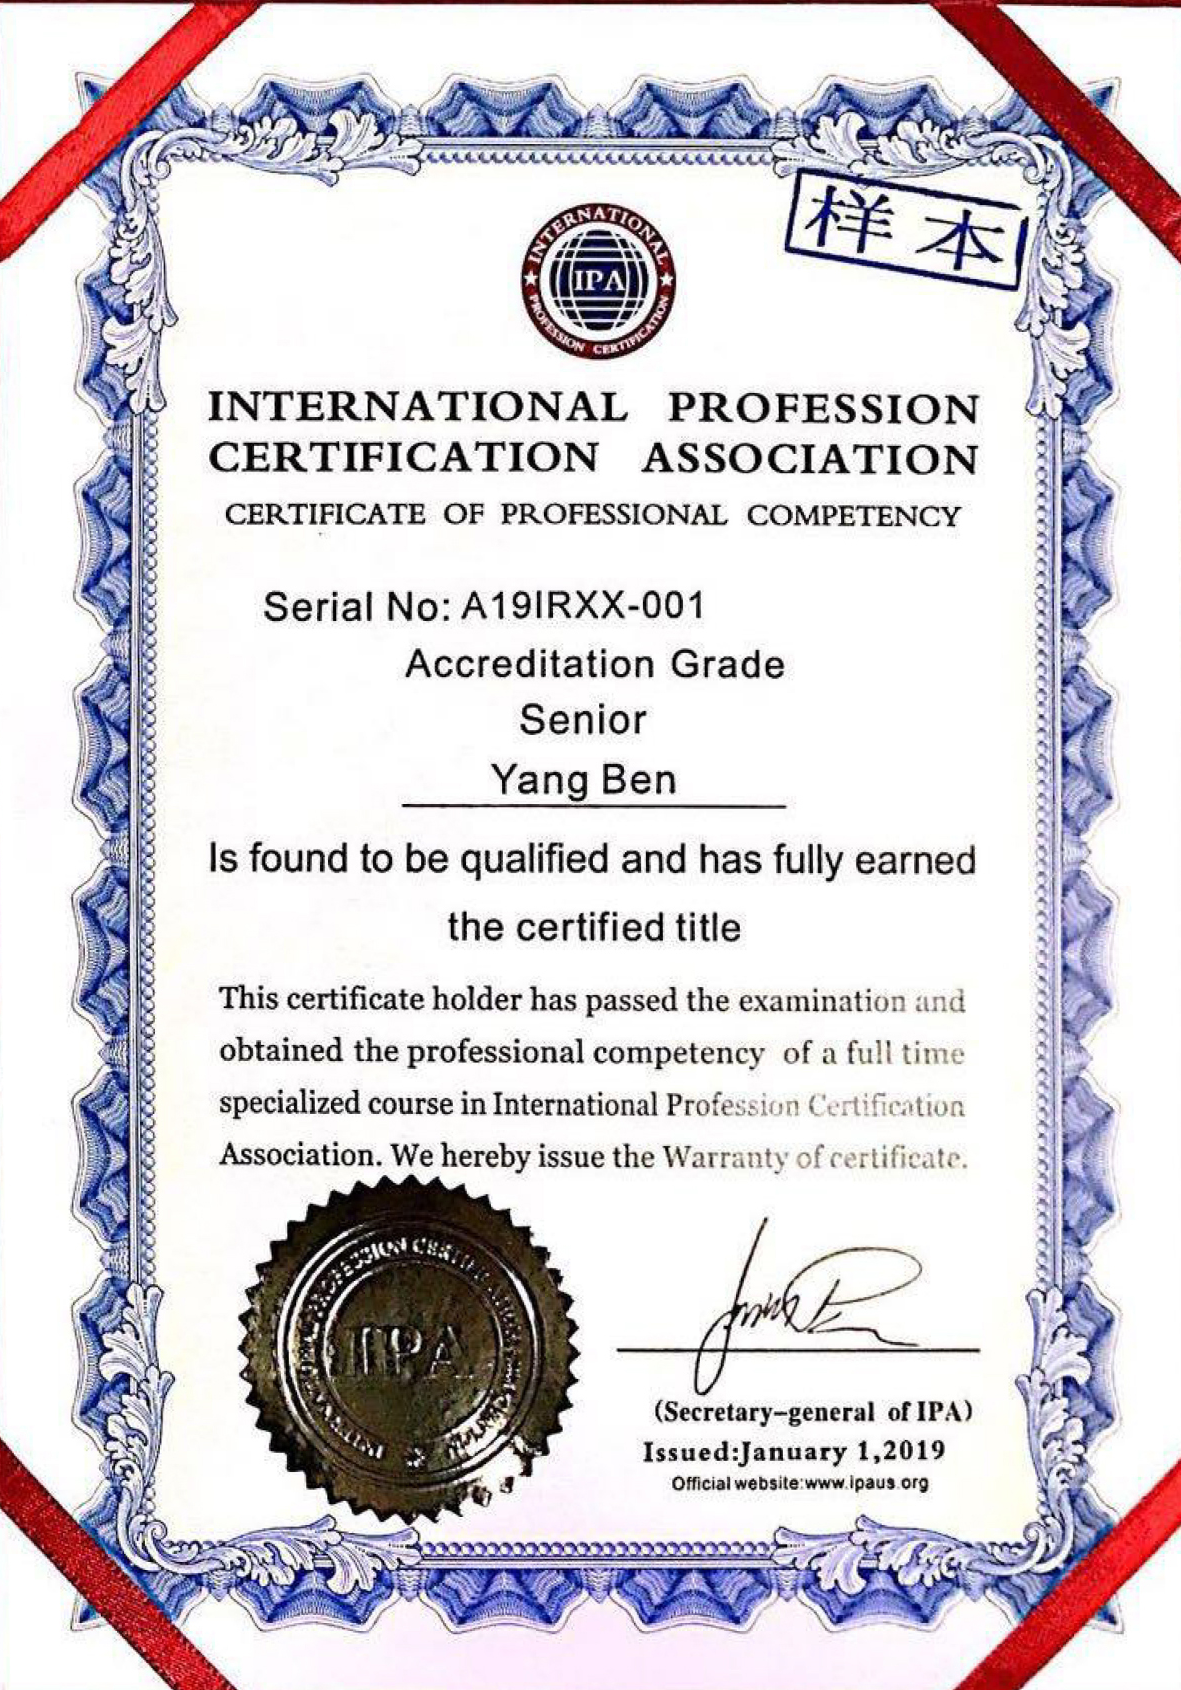 样本
INTERNATIONAL
IPA
PROFESSION CERTIFICATION
INTERNATIONAL PROFESSION
CERTIFICATION ASSOCIATION
CERTIFICATE OF PROFESSIONAL COMPETENCY
Serial No: A19IRXX-001
Accreditation Grade
Senior
Yang Ben
Is found to be qualified and has fully earned
the certified title
This certificate holder has passed the examination and
obtained the professional competency of a full time
specialized course in International Profession Certification
Association. We hereby issue the Warranty of certificate.
IPA
(Secretary-general of IPA)
Issued:January 1,2019
Official website:www.ipaus.org